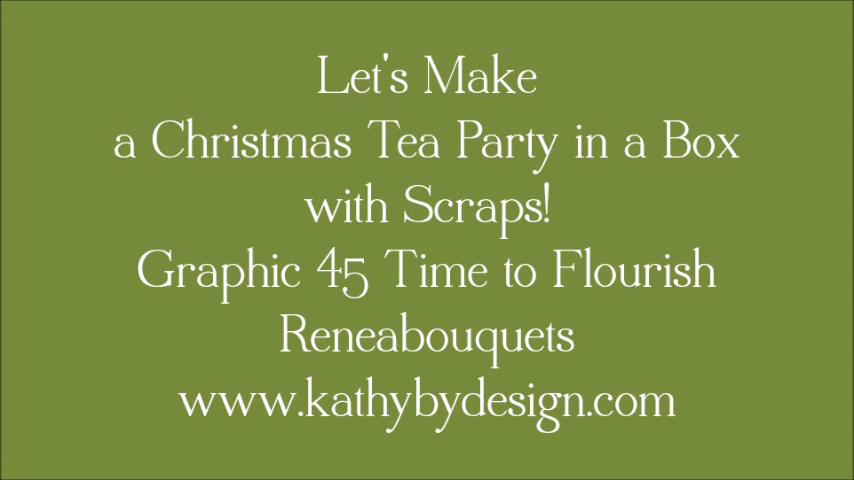 Let's Make
a Christmas Tea Party in a Box
with Scraps!
Graphic 45 Time to Flourish
Reneabouquets
www.kathybydesign.com